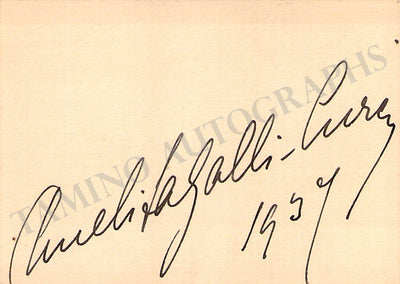 Amelita Galli-Curci
1937
TAMINO AUTOGRAPHS